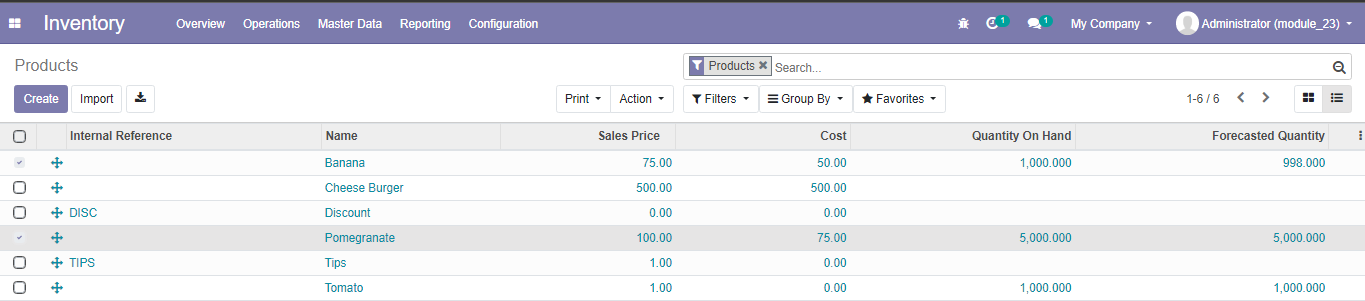 Inventory Overview Operations Master Data Reporting Configuration 1 1 My Company Administrator (module_23)
Products Products Search...
Create Import Print Action Filters Group By Favorites 1-6 / 6
Internal Reference Name Sales Price Cost Quantity On Hand Forecasted Quantity
Banana 75.00 50.00 1,000.000 998.000
Cheese Burger 500.00 500.00
DISC Discount 0.00 0.00
Pomegranate 100.00 75.00 5,000.000 5,000.000
TIPS Tips 1.00 0.00
Tomato 1.00 0.00 1,000.000 1,000.000